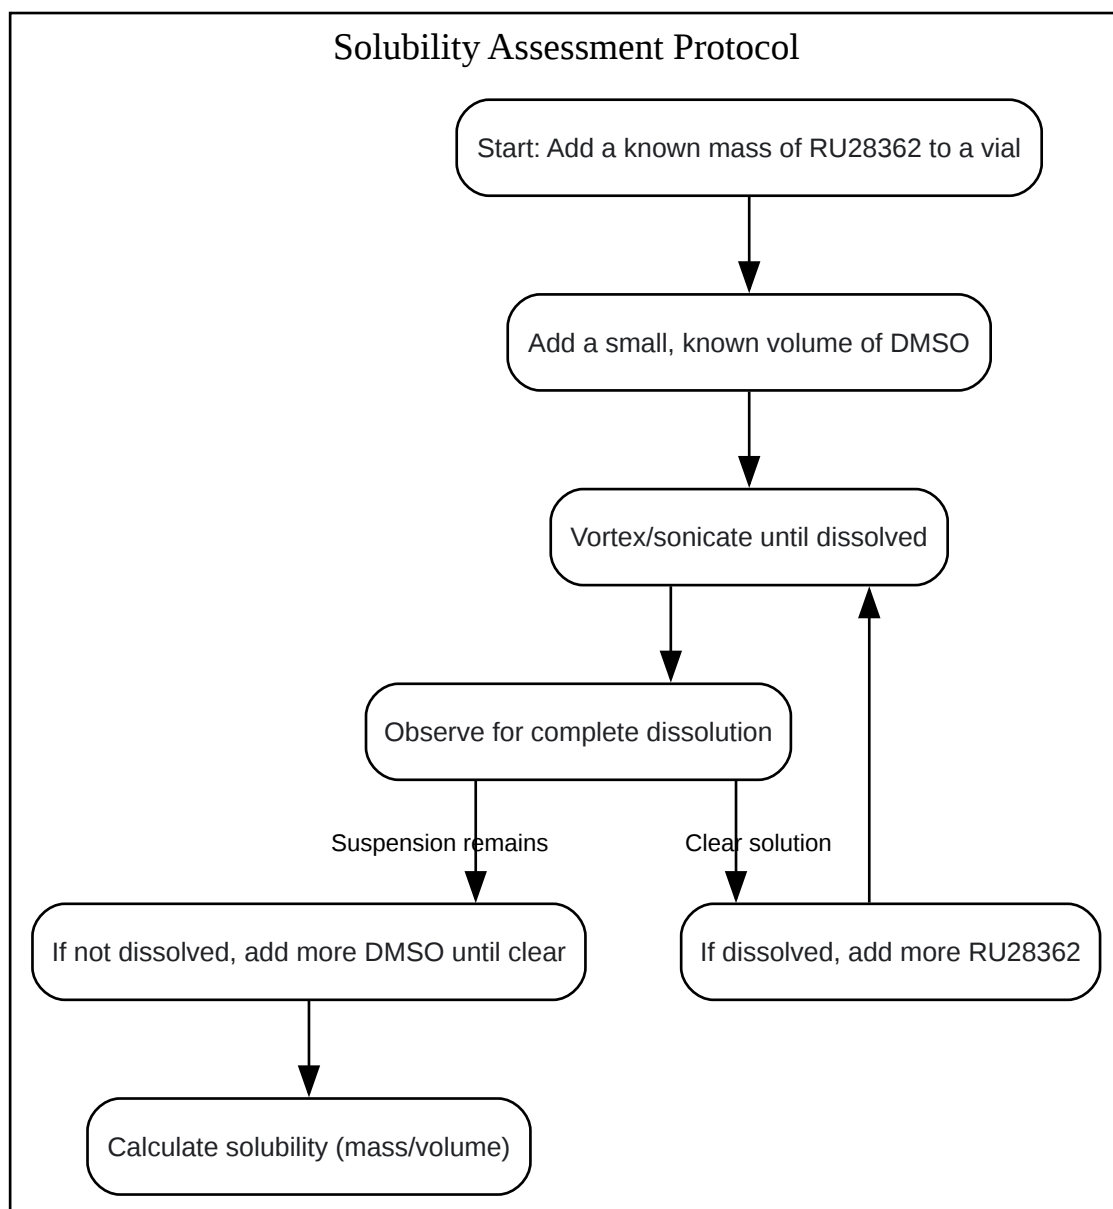 Solubility Assessment Protocol
Start: Add a known mass of RU28362 to a vial
Add a small, known volume of DMSO
Vortex/sonicate until dissolved
Observe for complete dissolution
Suspension remains
Clear solution
If not dissolved, add more DMSO until clear
If dissolved, add more RU28362
Calculate solubility (mass/volume)